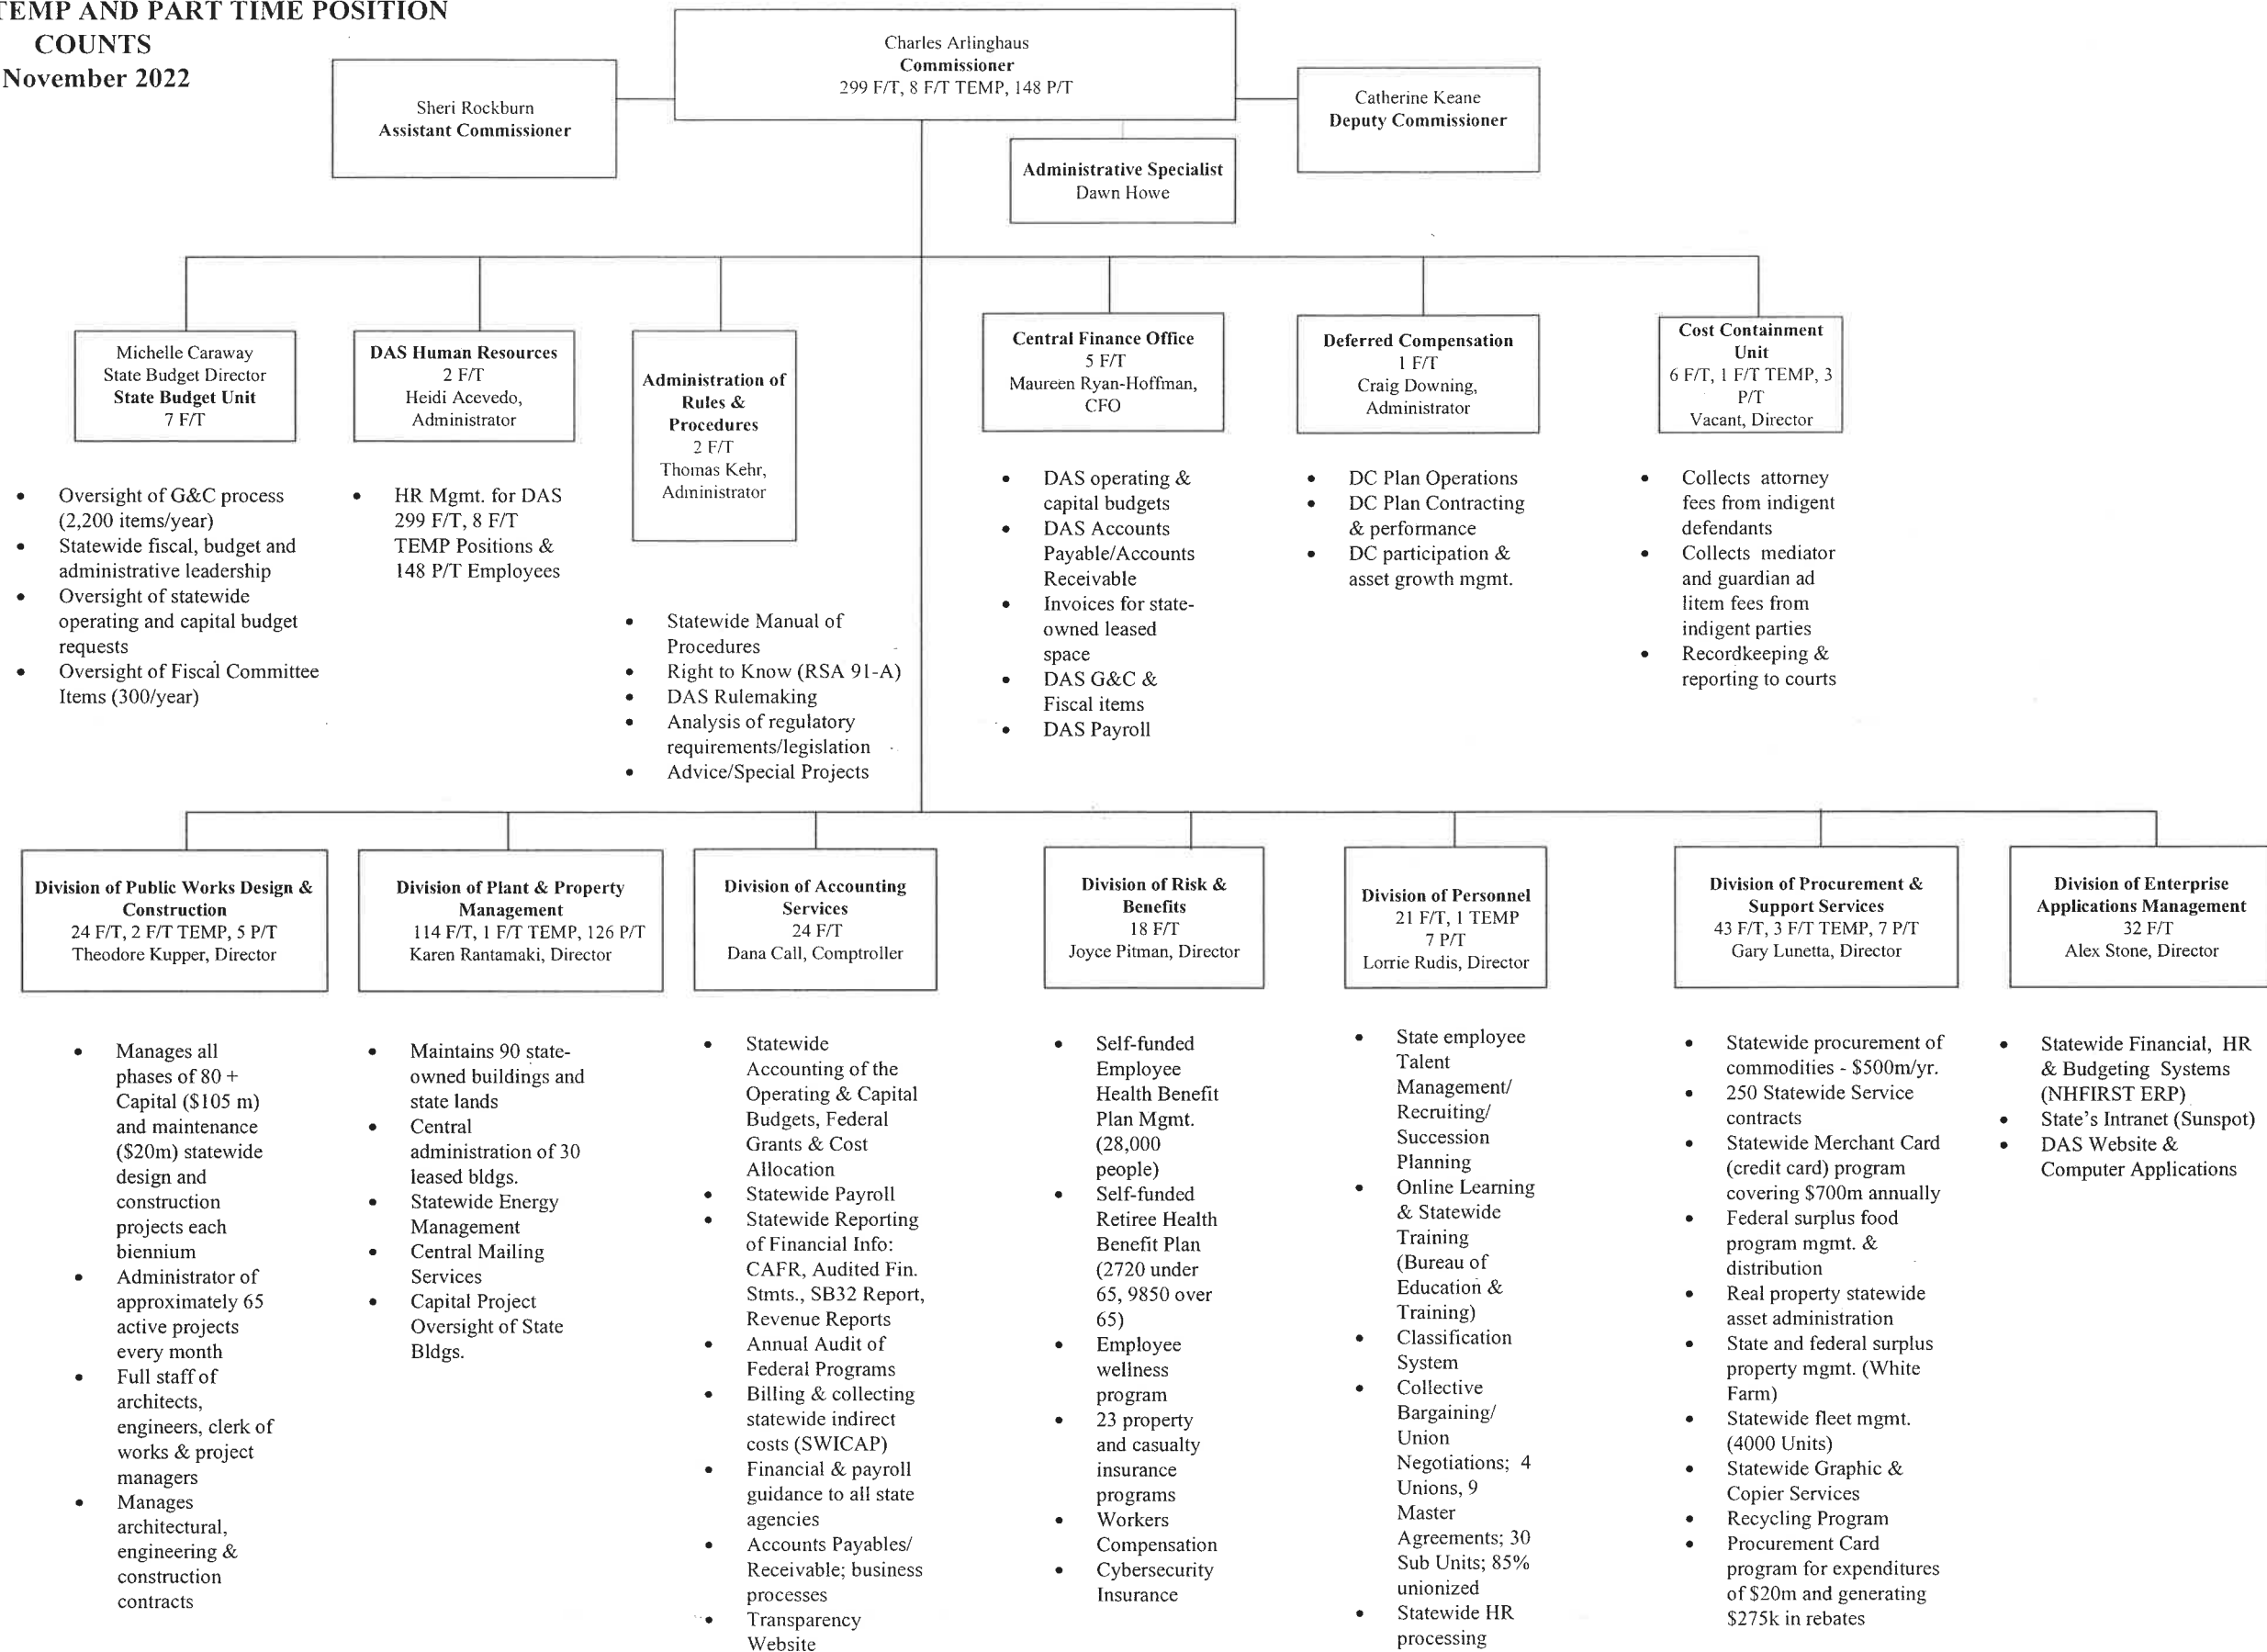 TEMP AND PART TIME POSITION
COUNTS
November 2022
Charles Arlinghaus
Commissioner
299 F/T, 8 F/T TEMP, 148 P/T
Sheri Rockburn
Assistant Commissioner
Catherine Keane
Deputy Commissioner
Administrative Specialist
Dawn Howe
Michelle Caraway
State Budget Director
State Budget Unit
7 F/T
• Oversight of G&C process
(2,200 items/year)
• Statewide fiscal, budget and
administrative leadership
• Oversight of statewide
operating and capital budget
requests
• Oversight of Fiscal Committee
Items (300/year)
DAS Human Resources
2 F/T
Heidi Acevedo,
Administrator
• HR Mgmt. for DAS
299 F/T, 8 F/T
TEMP Positions &
148 P/T Employees
Administration of
Rules &
Procedures
2 F/T
Thomas Kehr,
Administrator
• Statewide Manual of
Procedures
• Right to Know (RSA 91-A)
• DAS Rulemaking
• Analysis of regulatory
requirements/legislation
• Advice/Special Projects
Central Finance Office
5 F/T
Maureen Ryan-Hoffman,
CFO
• DAS operating &
capital budgets
• DAS Accounts
Payable/Accounts
Receivable
• Invoices for state-
owned leased
space
• DAS G&C &
Fiscal items
• DAS Payroll
Deferred Compensation
1 F/T
Craig Downing,
Administrator
• DC Plan Operations
• DC Plan Contracting
& performance
• DC participation &
asset growth mgmt.
Cost Containment
Unit
6 F/T, 1 F/T TEMP, 3
P/T
Vacant, Director
• Collects attorney
fees from indigent
defendants
• Collects mediator
and guardian ad
litem fees from
indigent parties
• Recordkeeping &
reporting to courts
Division of Public Works Design &
Construction
24 F/T, 2 F/T TEMP, 5 P/T
Theodore Kupper, Director
• Manages all
phases of 80 +
Capital ($105 m)
and maintenance
($20m) statewide
design and
construction
projects each
biennium
• Administrator of
approximately 65
active projects
every month
• Full staff of
architects,
engineers, clerk of
works & project
managers
• Manages
architectural,
engineering &
construction
contracts
Division of Plant & Property
Management
114 F/T, 1 F/T TEMP, 126 P/T
Karen Rantamaki, Director
• Maintains 90 state-
owned buildings and
state lands
• Central
administration of 30
leased bldgs.
• Statewide Energy
Management
• Central Mailing
Services
• Capital Project
Oversight of State
Bldgs.
Division of Accounting
Services
24 F/T
Dana Call, Comptroller
• Statewide
Accounting of the
Operating & Capital
Budgets, Federal
Grants & Cost
Allocation
• Statewide Payroll
• Statewide Reporting
of Financial Info:
CAFR, Audited Fin.
Stmts., SB32 Report,
Revenue Reports
• Annual Audit of
Federal Programs
• Billing & collecting
statewide indirect
costs (SWICAP)
• Financial & payroll
guidance to all state
agencies
• Accounts Payables/
Receivable; business
processes
• Transparency
Website
Division of Risk &
Benefits
18 F/T
Joyce Pitman, Director
• Self-funded
Employee
Health Benefit
Plan Mgmt.
(28,000
people)
• Self-funded
Retiree Health
Benefit Plan
(2720 under
65, 9850 over
65)
• Employee
wellness
program
• 23 property
and casualty
insurance
programs
• Workers
Compensation
• Cybersecurity
Insurance
Division of Personnel
21 F/T, 1 TEMP
7 P/T
Lorrie Rudis, Director
• State employee
Talent
Management/
Recruiting/
Succession
Planning
• Online Learning
& Statewide
Training
(Bureau of
Education &
Training)
• Classification
System
• Collective
Bargaining/
Union
Negotiations; 4
Unions, 9
Master
Agreements; 30
Sub Units; 85%
unionized
• Statewide HR
processing
Division of Procurement &
Support Services
43 F/T, 3 F/T TEMP, 7 P/T
Gary Lunetta, Director
• Statewide procurement of
commodities - $500m/yr.
• 250 Statewide Service
contracts
• Statewide Merchant Card
(credit card) program
covering $700m annually
• Federal surplus food
program mgmt. &
distribution
• Real property statewide
asset administration
• State and federal surplus
property mgmt. (White
Farm)
• Statewide fleet mgmt.
(4000 Units)
• Statewide Graphic &
Copier Services
• Recycling Program
• Procurement Card
program for expenditures
of $20m and generating
$275k in rebates
Division of Enterprise
Applications Management
32 F/T
Alex Stone, Director
• Statewide Financial, HR
& Budgeting Systems
(NHFIRST ERP)
• State's Intranet (Sunspot)
• DAS Website &
Computer Applications